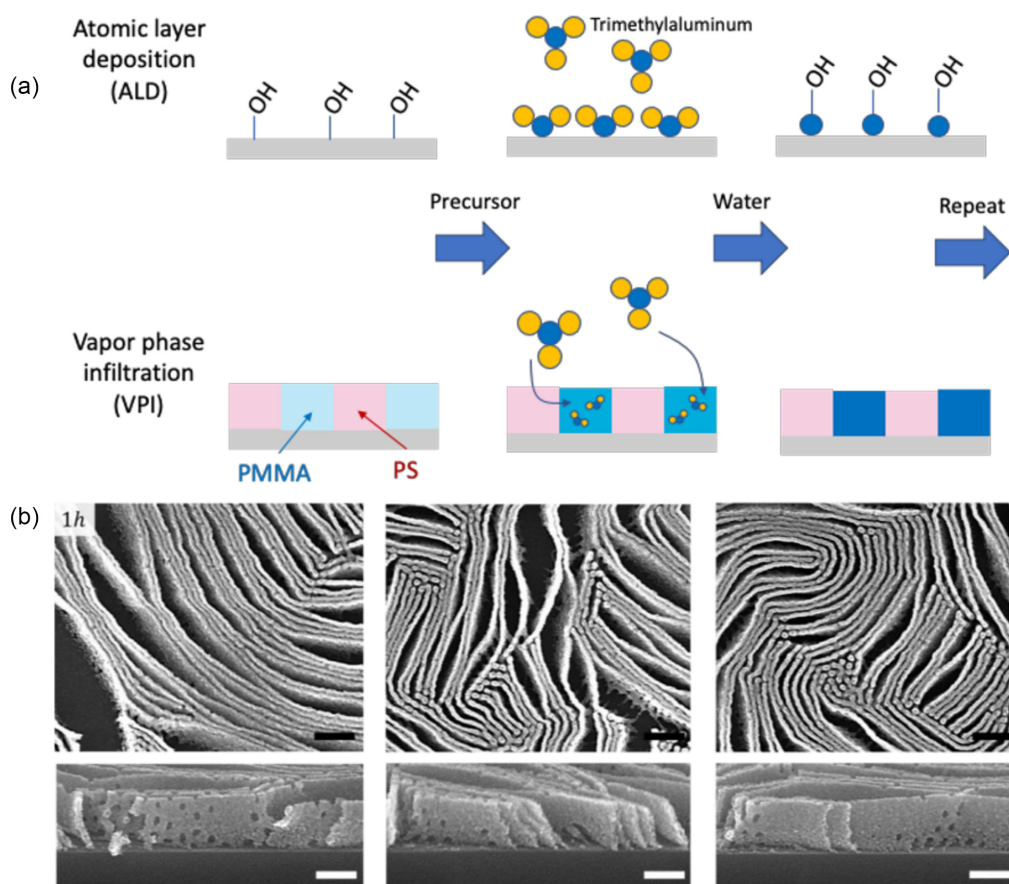 (a)
Atomic layer
deposition
(ALD)
OH
OH
OH
Trimethylaluminum
OH
OH
OH
Precursor
Water
Repeat
Vapor phase
infiltration
(VPI)
PMMA
PS
(b)
1h